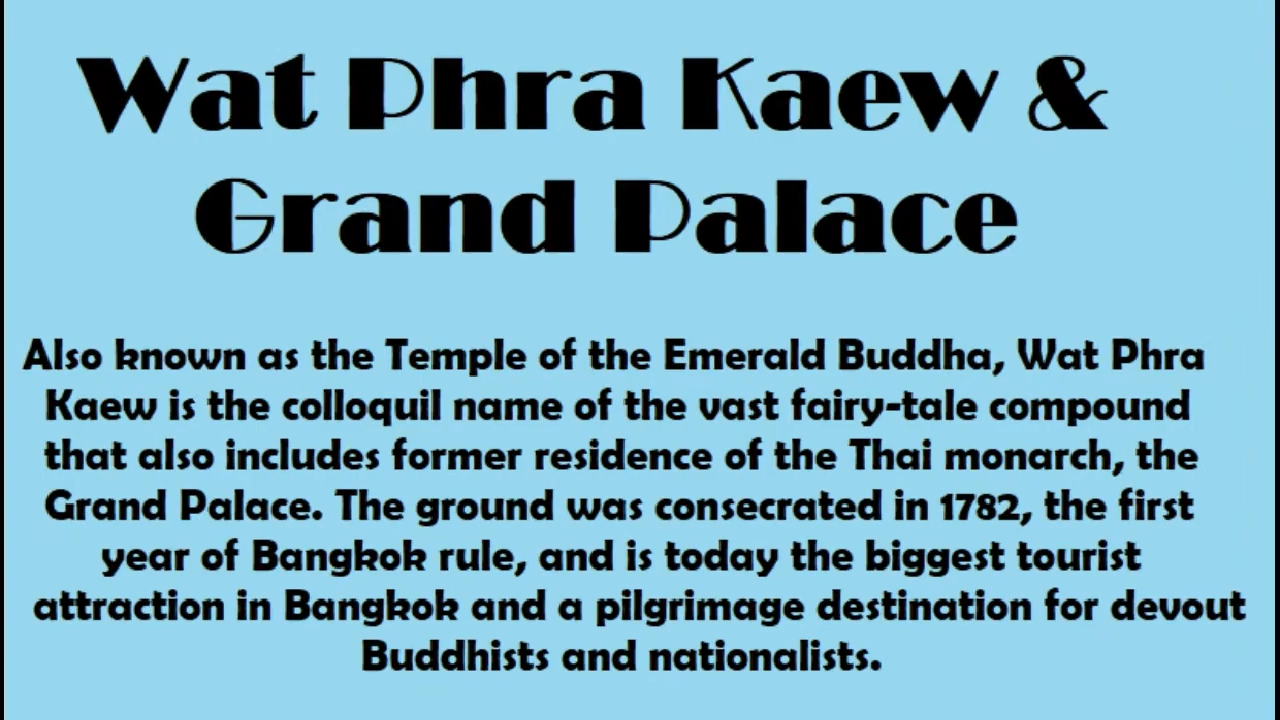 Wat Phra Kaew &
Grand Palace
Also known as the Temple of the Emerald Buddha, Wat Phra
Kaew is the colloquil name of the vast fairy-tale compound
that also includes former residence of the Thai monarch, the
Grand Palace. The ground was consecrated in 1782, the first
year of Bangkok rule, and is today the biggest tourist
attraction in Bangkok and a pilgrimage destination for devout
Buddhists and nationalists.